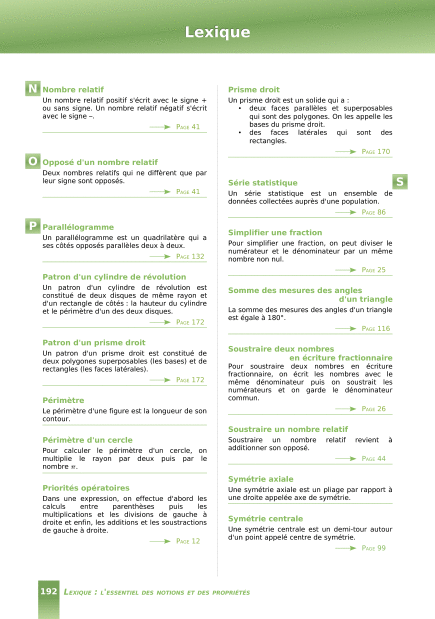 Lexique
N Nombre relatif
Un nombre relatif positif s'écrit avec le signe +
ou sans signe. Un nombre relatif négatif s'écrit
avec le signe –.
PAGE 41
O Opposé d'un nombre relatif
Deux nombres relatifs qui ne diffèrent que par
leur signe sont opposés.
PAGE 41
P Parallélogramme
Un parallélogramme est un quadrilatère qui a
ses côtés opposés parallèles deux à deux.
PAGE 132
Patron d'un cylindre de révolution
Un patron d'un cylindre de révolution est
constitué de deux disques de même rayon et
d'un rectangle de côtés : la hauteur du cylindre
et le périmètre d'un des deux disques.
PAGE 172
Patron d'un prisme droit
Un patron d'un prisme droit est constitué de
deux polygones superposables (les bases) et de
rectangles (les faces latérales).
PAGE 172
Périmètre
Le périmètre d'une figure est la longueur de son
contour.
Périmètre d'un cercle
Pour calculer le périmètre d'un cercle, on
multiplie le rayon par deux puis par le
nombre π.
Priorités opératoires
Dans une expression, on effectue d'abord les
calculs entre parenthèses puis les
multiplications et les divisions de gauche à
droite et enfin, les additions et les soustractions
de gauche à droite.
PAGE 12
Prisme droit
Un prisme droit est un solide qui a :
• deux faces parallèles et superposables
qui sont des polygones. On les appelle les
bases du prisme droit.
• des faces latérales qui sont des
rectangles.
PAGE 170
S
Série statistique
Un série statistique est un ensemble de
données collectées auprès d'une population.
PAGE 86
Simplifier une fraction
Pour simplifier une fraction, on peut diviser le
numérateur et le dénominateur par un même
nombre non nul.
PAGE 25
Somme des mesures des angles
d'un triangle
La somme des mesures des angles d'un triangle
est égale à 180°.
PAGE 116
Soustraire deux nombres
en écriture fractionnaire
Pour soustraire deux nombres en écriture
fractionnaire, on écrit les nombres avec le
même dénominateur puis on soustrait les
numérateurs et on garde le dénominateur
commun.
PAGE 26
Soustraire un nombre relatif
Soustraire un nombre relatif revient à
additionner son opposé.
PAGE 44
Symétrie axiale
Une symétrie axiale est un pliage par rapport à
une droite appelée axe de symétrie.
Symétrie centrale
Une symétrie centrale est un demi-tour autour
d'un point appelé centre de symétrie.
PAGE 99
192 LEXIQUE : L'ESSENTIEL DES NOTIONS ET DES PROPRIÉTÉS